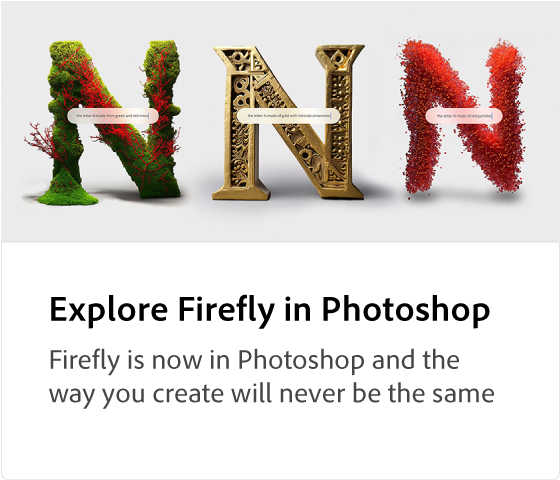 the letter N made from green and red moss
the letter N made of gold with intricate ornaments
the letter N made of red particles
Explore Firefly in Photoshop
Firefly is now in Photoshop and the
way you create will never be the same